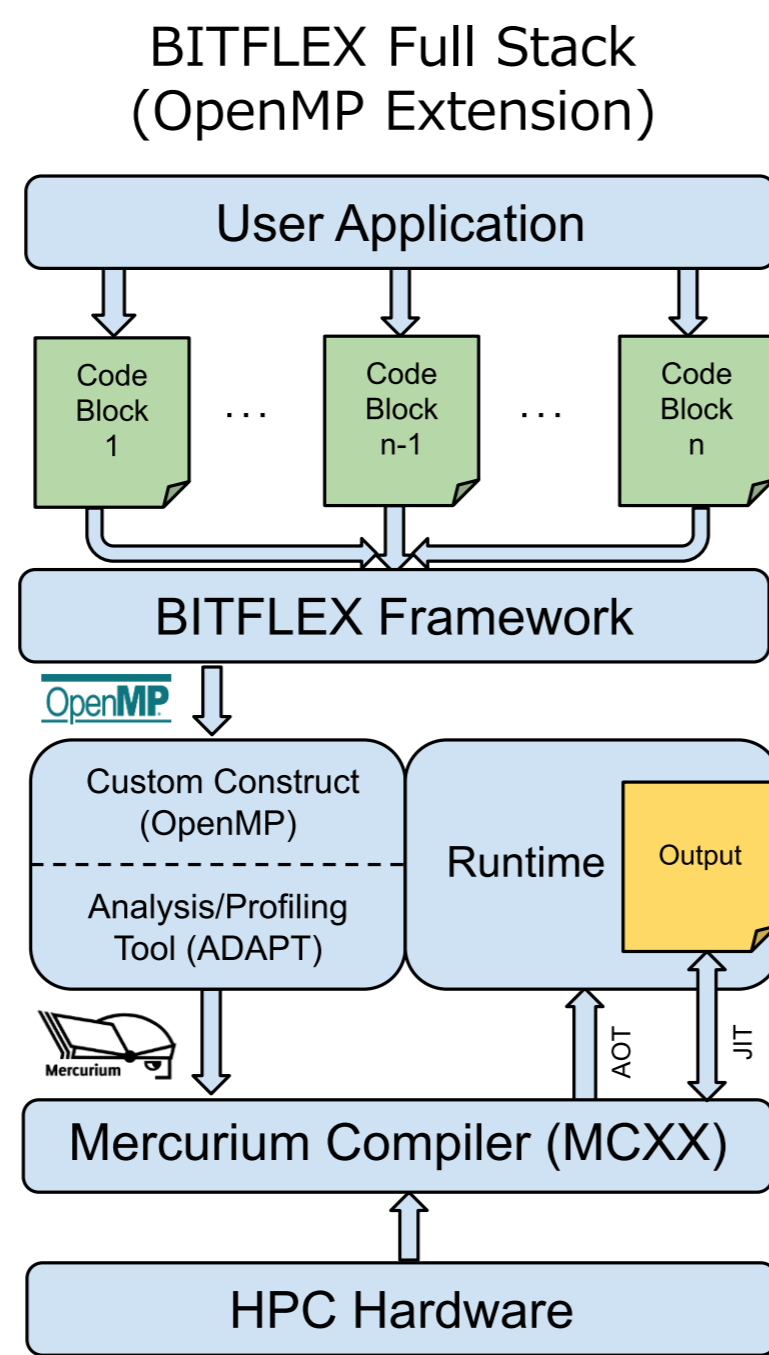 BITFLEX Full Stack
(OpenMP Extension)
User Application
Code
Block
1
. . .
Code
Block
n-1
. . .
Code
Block
n
BITFLEX Framework
OpenMP
Custom Construct
(OpenMP)
Analysis/Profiling
Tool (ADAPT)
Runtime
Output
Mercurium
AOT
JIT
Mercurium Compiler (MCXX)
HPC Hardware